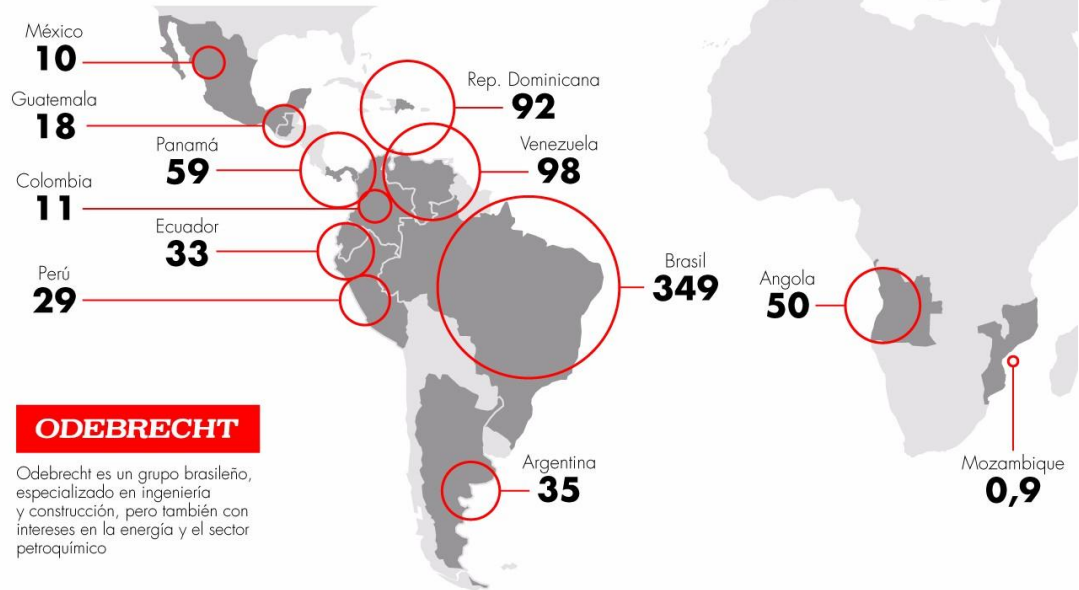 México
10
Guatemala
18
Panamá
59
Colombia
11
Ecuador
33
Perú
29
Rep. Dominicana
92
Venezuela
98
Brasil
349
Argentina
35
Angola
50
Mozambique
0,9
ODEBRECHT
Odebrecht es un grupo brasileño,
especializado en ingeniería
y construcción, pero también con
intereses en la energía y el sector
petroquímico